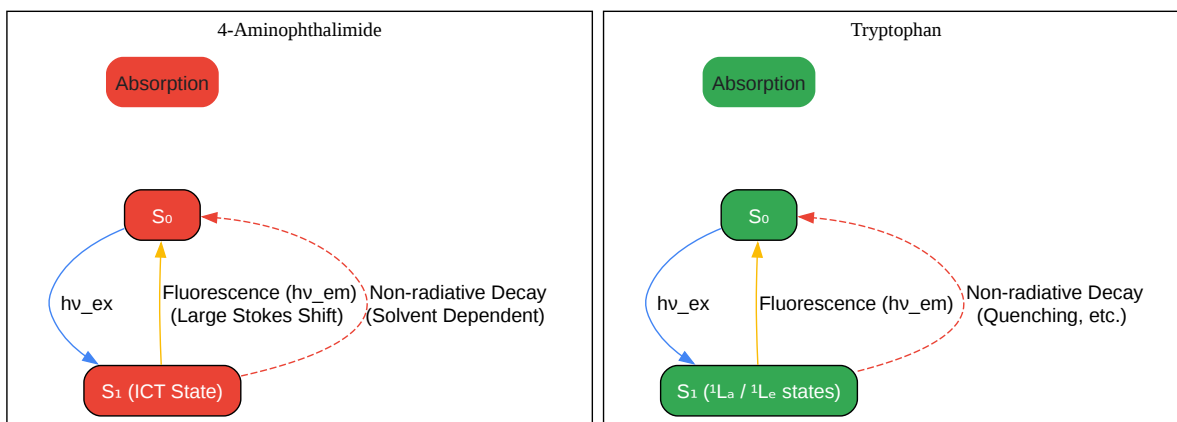 4-Aminophthalimide
Absorption
S₀
hν_ex
Fluorescence (hν_em)
(Large Stokes Shift)
Non-radiative Decay
(Solvent Dependent)
S₁ (ICT State)
Tryptophan
Absorption
S₀
hν_ex
Fluorescence (hν_em)
Non-radiative Decay
(Quenching, etc.)
S₁ (¹Lₐ / ¹Lₑ states)